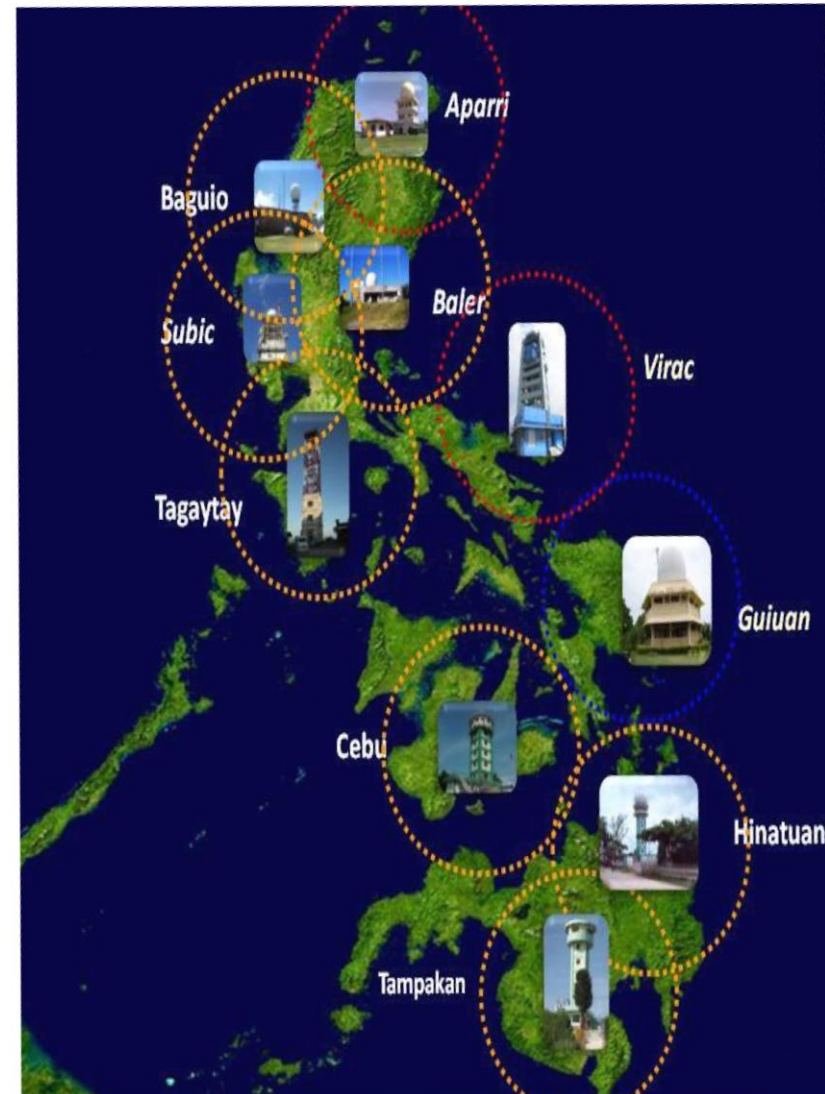 Aparri
Baguio
Baler
Subic
Virac
Tagaytay
Guiuan
Cebu
Hinatuan
Tampakan